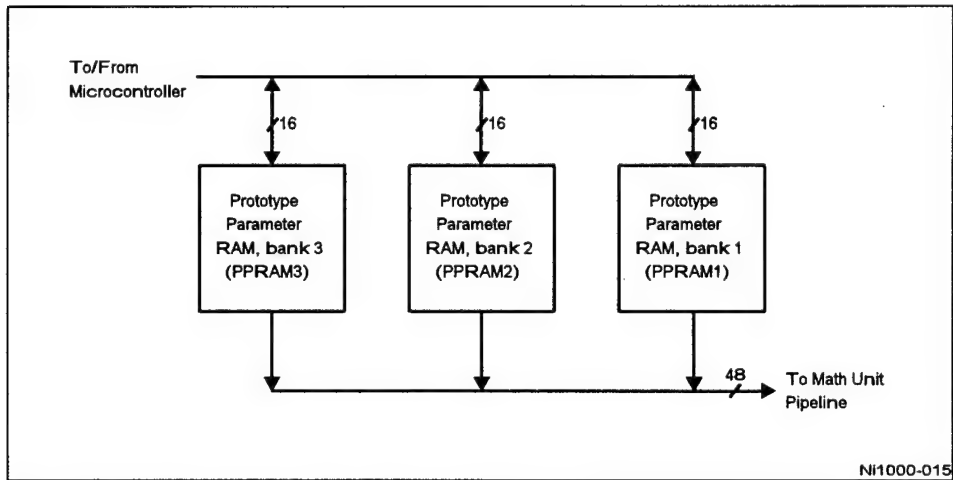 To/From
Microcontroller
16
16
16
Prototype
Parameter
RAM, bank 3
(PPRAM3)
Prototype
Parameter
RAM, bank 2
(PPRAM2)
Prototype
Parameter
RAM, bank 1
(PPRAM1)
48
To Math Unit
Pipeline
Ni1000-015